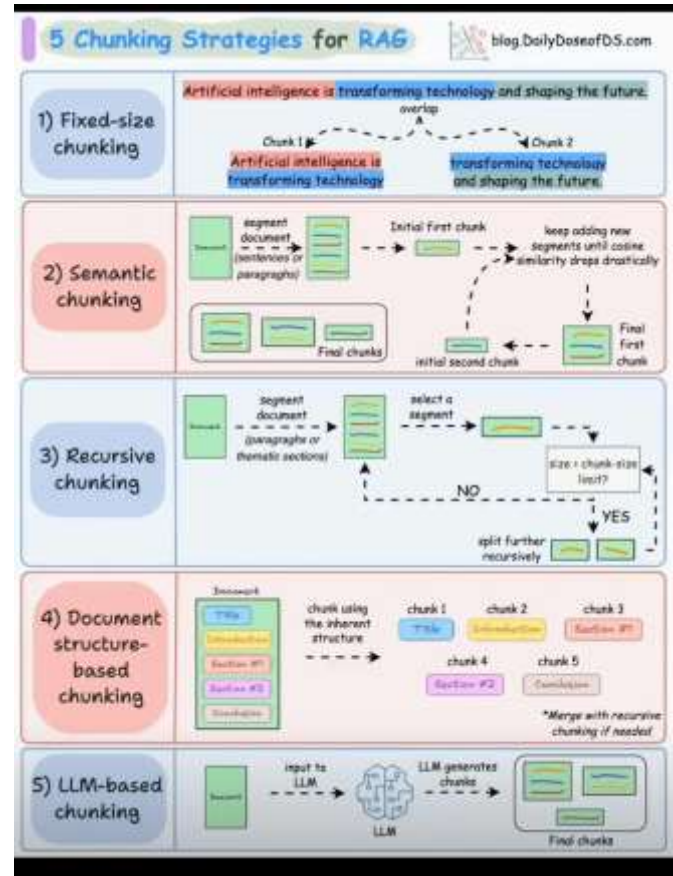 5 Chunking Strategies for RAG
blog.DailyDoseofDS.com
1) Fixed-size
chunking
Artificial intelligence is transforming technology and shaping the future.
overlap
Chunk 1
Artificial intelligence is
transforming technology
Chunk 2
transforming technology
and shaping the future.
2) Semantic
chunking
Document
segment
document
(sentences or
paragraphs)
Initial first chunk
keep adding new
segments until cosine
similarity drops drastically
Final
first
chunk
initial second chunk
Final chunks
3) Recursive
chunking
Document
segment
document
(paragraphs or
thematic sections)
select a
segment
size > chunk-size
limit?
NO
YES
split further
recursively
4) Document
structure-
based
chunking
Document
Title
Introduction
Section #1
Section #2
Conclusion
chunk using
the inherent
structure
chunk 1
Title
chunk 2
Introduction
chunk 3
Section #1
chunk 4
Section #2
chunk 5
Conclusion
*Merge with recursive
chunking if needed
5) LLM-based
chunking
Document
input to
LLM
LLM
LLM generates
chunks
Final chunks